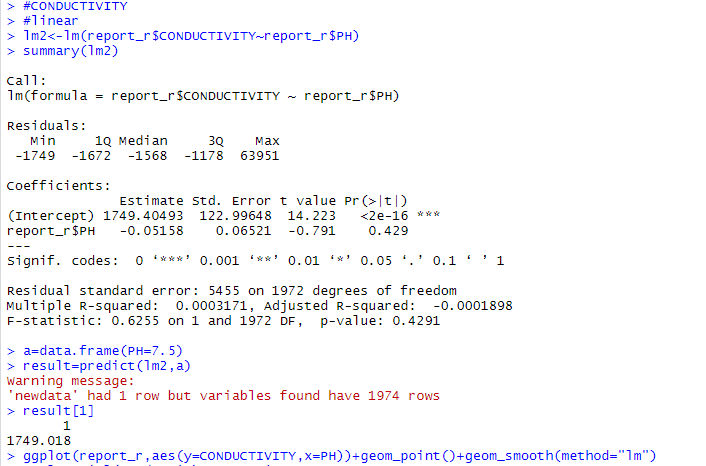 > #CONDUCTIVITY
> #linear
> lm2<-lm(report_r$CONDUCTIVITY~report_r$PH)
> summary(lm2)
Call:
lm(formula = report_r$CONDUCTIVITY ~ report_r$PH)
Residuals:
Min 1Q Median 3Q Max
-1749 -1672 -1568 -1178 63951
Coefficients:
Estimate Std. Error t value Pr(>|t|)
(Intercept) 1749.40493 122.99648 14.223 <2e-16 ***
report_r$PH -0.05158 0.06521 -0.791 0.429
---
Signif. codes: 0 ‘***’ 0.001 ‘**’ 0.01 ‘*’ 0.05 ‘.’ 0.1 ‘ ’ 1
Residual standard error: 5455 on 1972 degrees of freedom
Multiple R-squared: 0.0003171, Adjusted R-squared: -0.0001898
F-statistic: 0.6255 on 1 and 1972 DF, p-value: 0.4291
> a=data.frame(PH=7.5)
> result=predict(lm2,a)
Warning message:
'newdata' had 1 row but variables found have 1974 rows
> result[1]
1
1749.018
> ggplot(report_r,aes(y=CONDUCTIVITY,x=PH))+geom_point()+geom_smooth(method="lm")